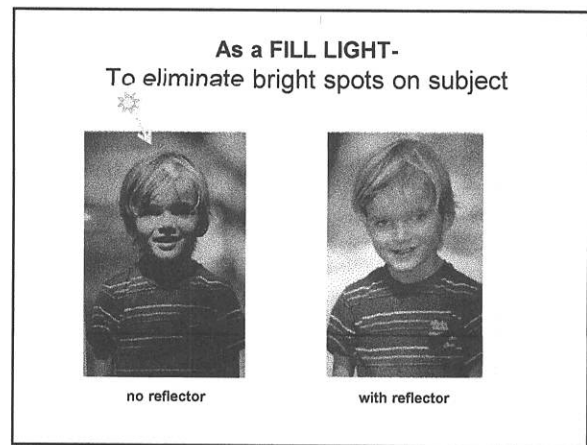 As a FILL LIGHT-
To eliminate bright spots on subject
no reflector
with reflector